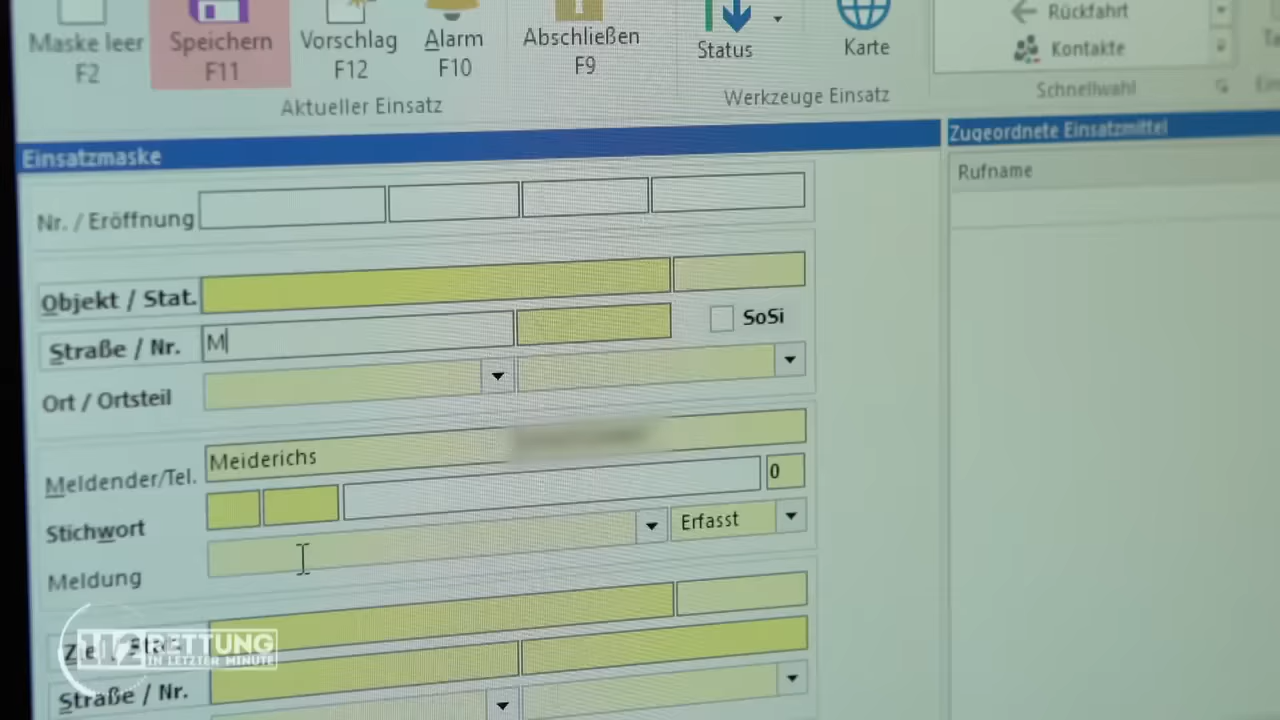 Maske leer
F2
Speichern
F11
Vorschlag
F12
Alarm
F10
Abschließen
F9
Aktueller Einsatz
Status
Karte
Werkzeuge Einsatz
Rückfahrt
Kontakte
Schnellwahl
Einsatzmaske
Zugeordnete Einsatzmittel
Rufname
Nr. / Eröffnung
Objekt / Stat.
Straße / Nr.
M
SoSi
Ort / Ortsteil
Meldender/Tel.
Meiderichs
Stichwort
0
Meldung
Erfasst
Straße / Nr.
112 RETTUNG
IN LETZTER MINUTE